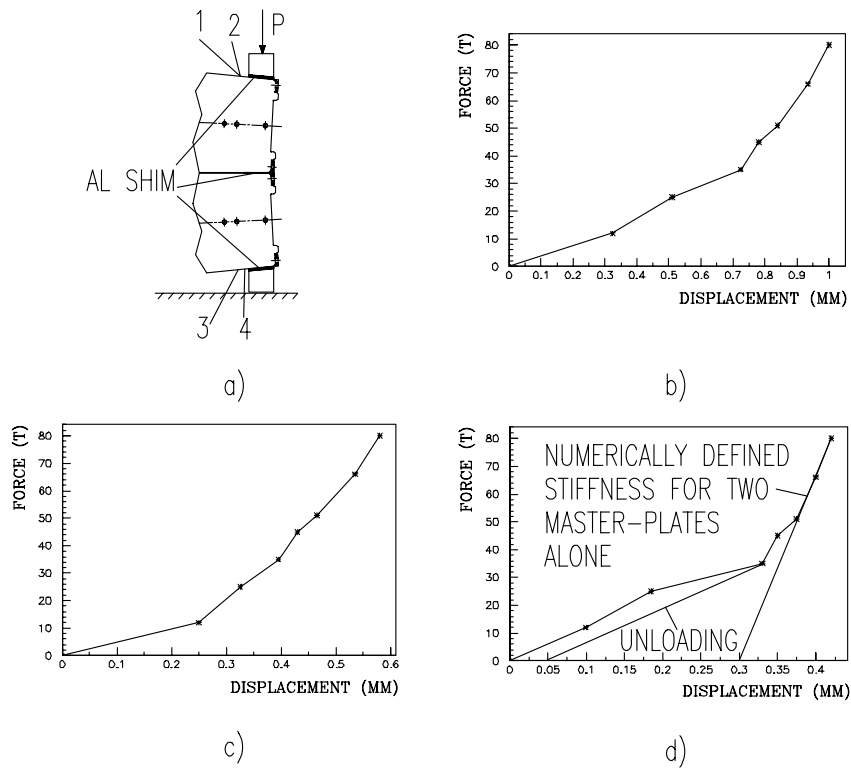 1
2
P
AL SHIM
3
4
a)
FORCE (T)
80
70
60
50
40
30
20
10
0
0 0.1 0.2 0.3 0.4 0.5 0.6 0.7 0.8 0.9 1
DISPLACEMENT (MM)
b)
FORCE (T)
80
70
60
50
40
30
20
10
0
0 0.1 0.2 0.3 0.4 0.5 0.6
DISPLACEMENT (MM)
c)
FORCE (T)
80
70
60
50
40
30
20
10
0
NUMERICALLY DEFINED
STIFFNESS FOR TWO
MASTER-PLATES
ALONE
UNLOADING
0 0.05 0.1 0.15 0.2 0.25 0.3 0.35 0.4
DISPLACEMENT (MM)
d)